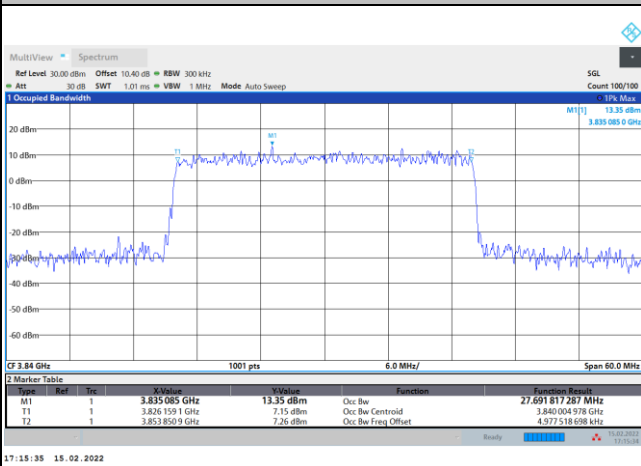 MultiView Spectrum
Ref Level 30.00 dBm Offset 10.40 dB RBW 300 kHz SGL
Att 30 dB SWT 1.01 ms VBW 1 MHz Mode Auto Sweep Count 100/100
1 Occupied Bandwidth 1Pk Max
M1[1] 13.35 dBm
3.835 085 0 GHz
20 dBm
M1
T1 T2
10 dBm
0 dBm
-10 dBm
-20 dBm
-30 dBm
-40 dBm
-50 dBm
-60 dBm
CF 3.84 GHz 1001 pts 6.0 MHz/ Span 60.0 MHz
2 Marker Table
Type Ref Trc X-Value Y-Value Function Function Result
M1 1 3.835 085 GHz 13.35 dBm Occ Bw 27.691 817 287 MHz
T1 1 3.826 159 1 GHz 7.15 dBm Occ Bw Centroid 3.840 004 978 GHz
T2 1 3.853 850 9 GHz 7.26 dBm Occ Bw Freq Offset 4.977 518 698 kHz
Ready 15.02.2022
17:15:34
17:15:35 15.02.2022